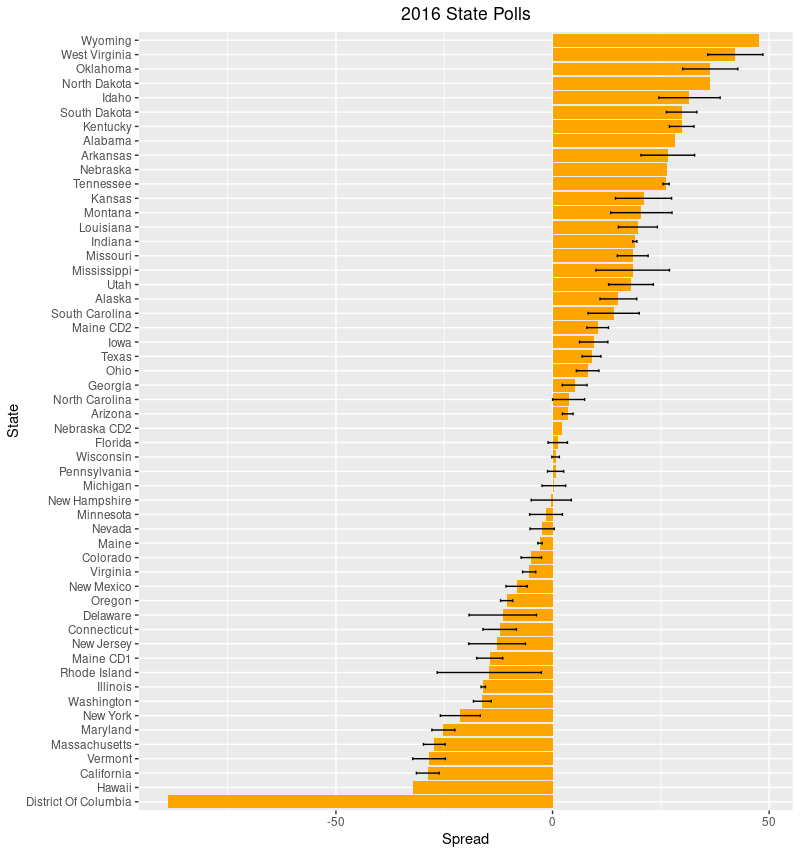 2016 State Polls
State
Wyoming
West Virginia
Oklahoma
North Dakota
Idaho
South Dakota
Kentucky
Alabama
Arkansas
Nebraska
Tennessee
Kansas
Montana
Louisiana
Indiana
Missouri
Mississippi
Utah
Alaska
South Carolina
Maine CD2
Iowa
Texas
Ohio
Georgia
North Carolina
Arizona
Nebraska CD2
Florida
Wisconsin
Pennsylvania
Michigan
New Hampshire
Minnesota
Nevada
Maine
Colorado
Virginia
New Mexico
Oregon
Delaware
Connecticut
New Jersey
Maine CD1
Rhode Island
Illinois
Washington
New York
Maryland
Massachusetts
Vermont
California
Hawaii
District Of Columbia
-50 0 50
Spread